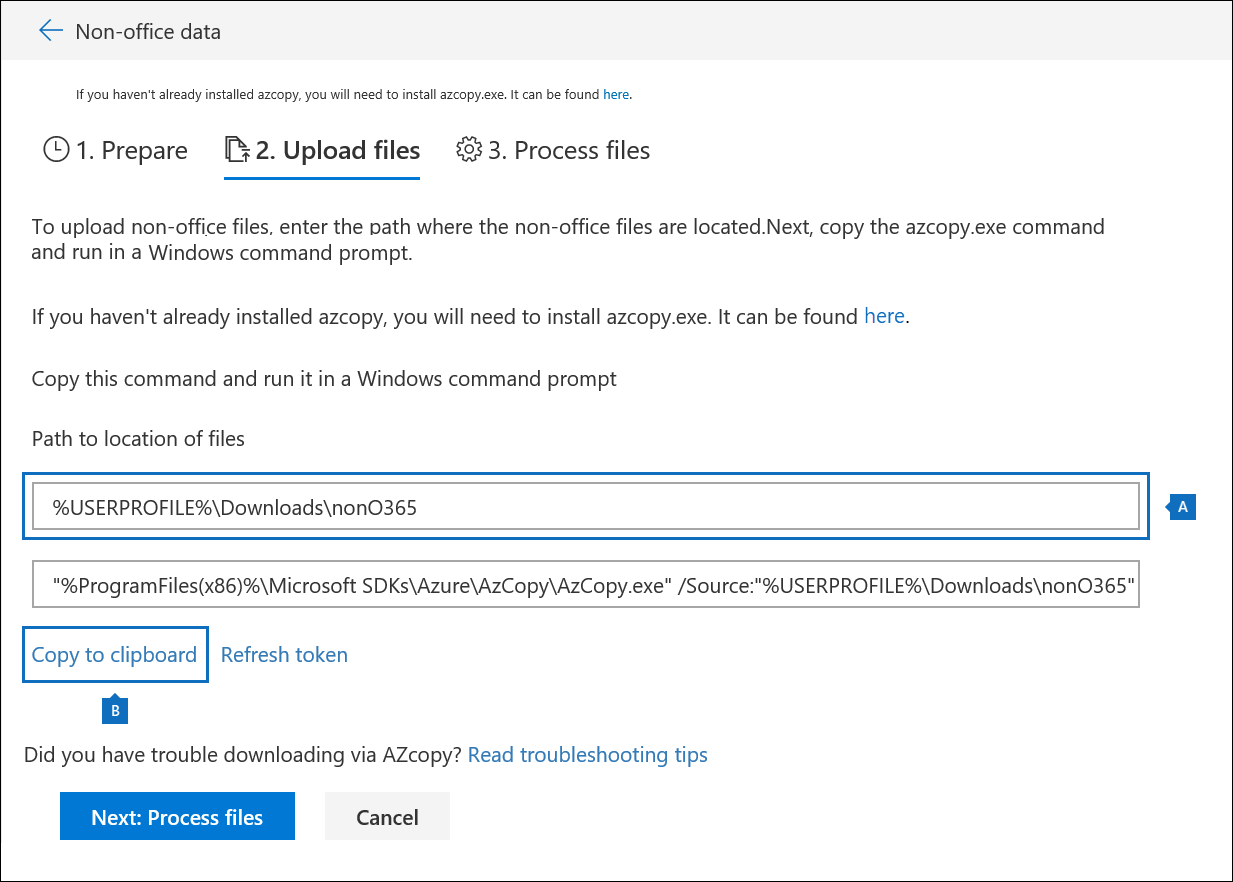 Non-office data
If you haven't already installed azcopy, you will need to install azcopy.exe. It can be found here.
1. Prepare 2. Upload files 3. Process files
To upload non-office files, enter the path where the non-office files are located.Next, copy the azcopy.exe command
and run in a Windows command prompt.
If you haven't already installed azcopy, you will need to install azcopy.exe. It can be found here.
Copy this command and run it in a Windows command prompt
Path to location of files
%USERPROFILE%\Downloads\nonO365
A
"%ProgramFiles(x86)%\Microsoft SDKs\Azure\AzCopy\AzCopy.exe" /Source:"%USERPROFILE%\Downloads\nonO365"
Copy to clipboard Refresh token
B
Did you have trouble downloading via AZcopy? Read troubleshooting tips
Next: Process files Cancel